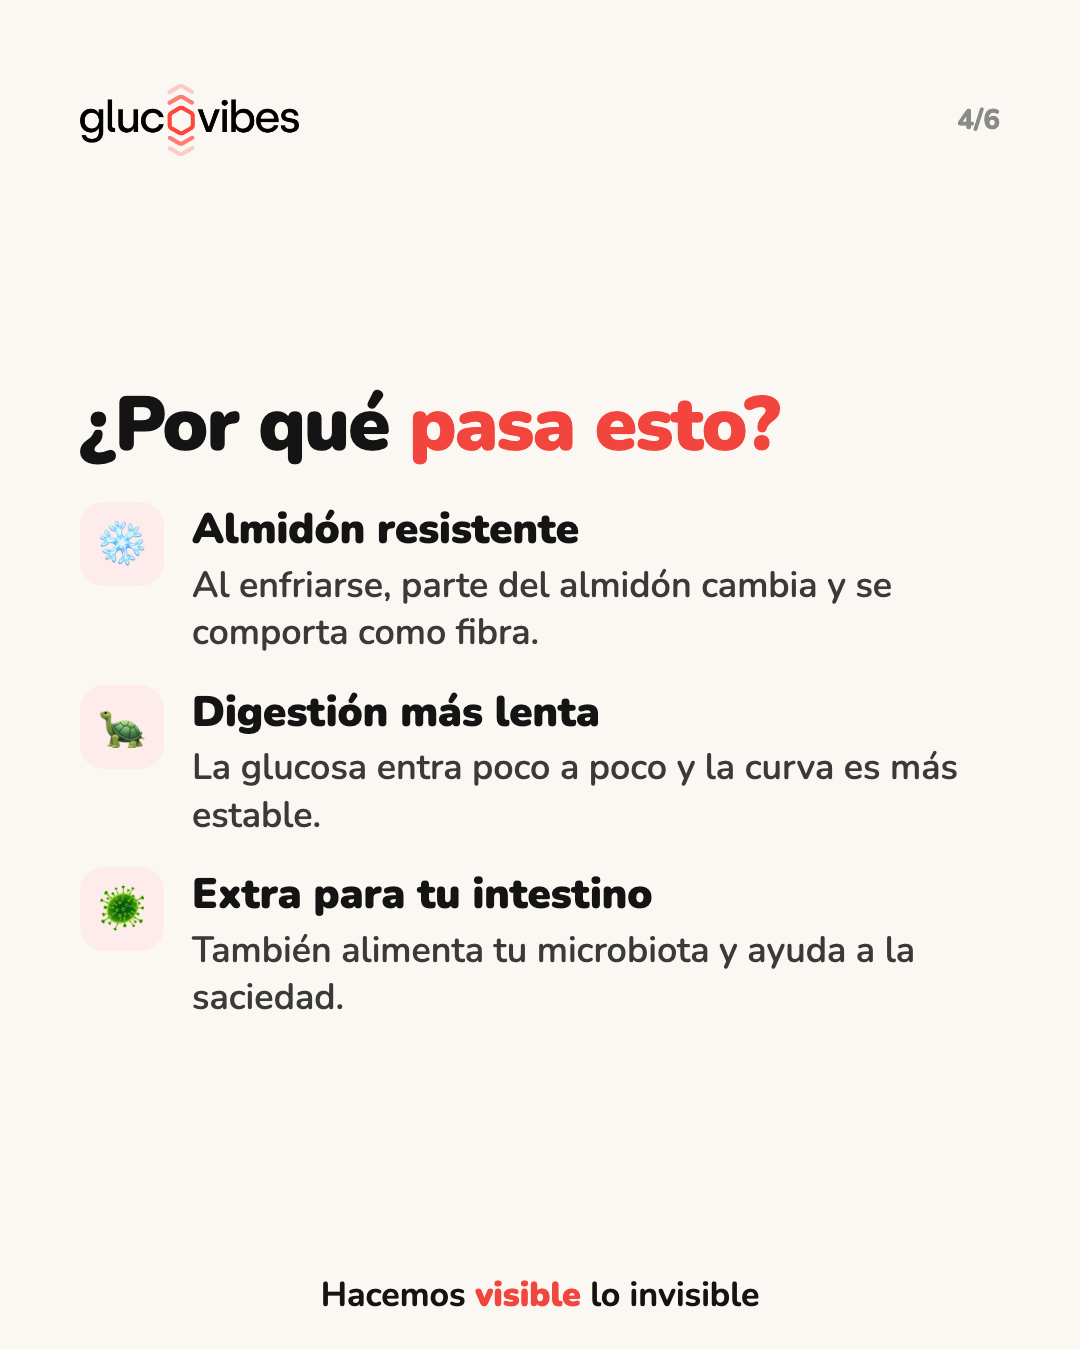 glucovibes
4/6
¿Por qué pasa esto?
Almidón resistente
Al enfriarse, parte del almidón cambia y se
comporta como fibra.
Digestión más lenta
La glucosa entra poco a poco y la curva es más
estable.
Extra para tu intestino
También alimenta tu microbiota y ayuda a la
saciedad.
Hacemos visible lo invisible